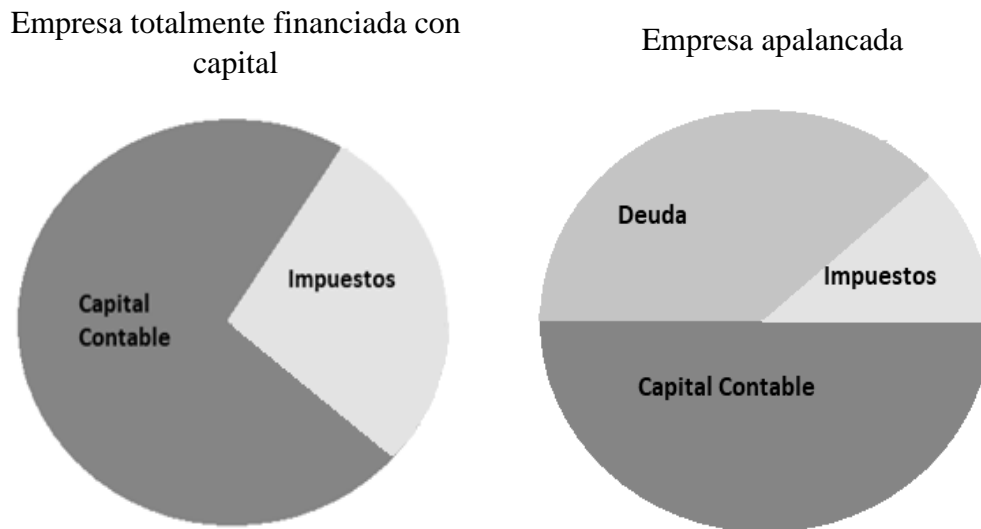 Empresa totalmente financiada con
capital
Impuestos
Capital
Contable
Empresa apalancada
Deuda
Impuestos
Capital Contable